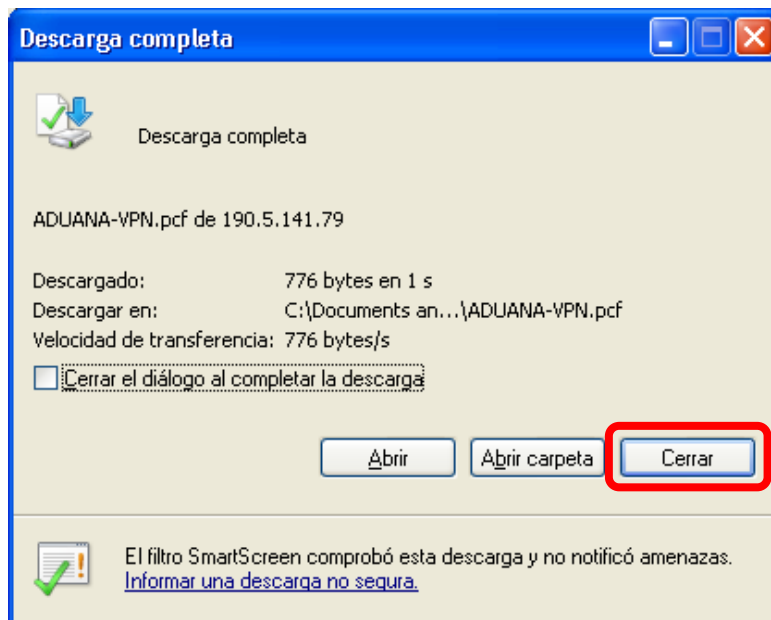 Descarga completa
Descarga completa
ADUANA-VPN.pcf de 190.5.141.79
Descargado: 776 bytes en 1 s
Descargar en: C:\Documents an...\ADUANA-VPN.pcf
Velocidad de transferencia: 776 bytes/s
Cerrar el diálogo al completar la descarga
Abrir Abrir carpeta Cerrar
El filtro SmartScreen comprobó esta descarga y no notificó amenazas.
Informar una descarga no segura.